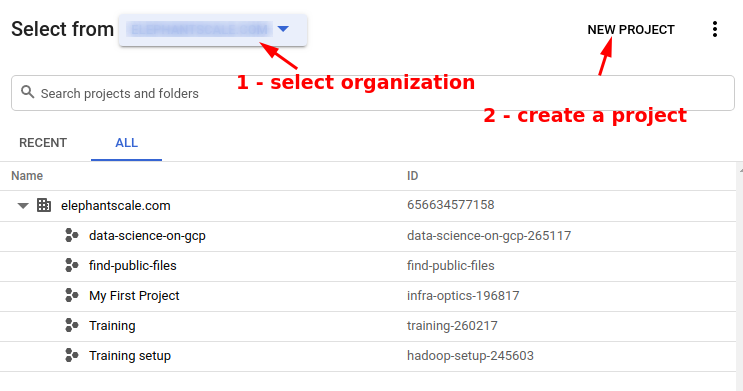 Select from
NEW PROJECT
1 - select organization
Search projects and folders
2 - create a project
RECENT ALL
Name ID
elephantscale.com 656634577158
data-science-on-gcp data-science-on-gcp-265117
find-public-files find-public-files
My First Project infra-optics-196817
Training training-260217
Training setup hadoop-setup-245603